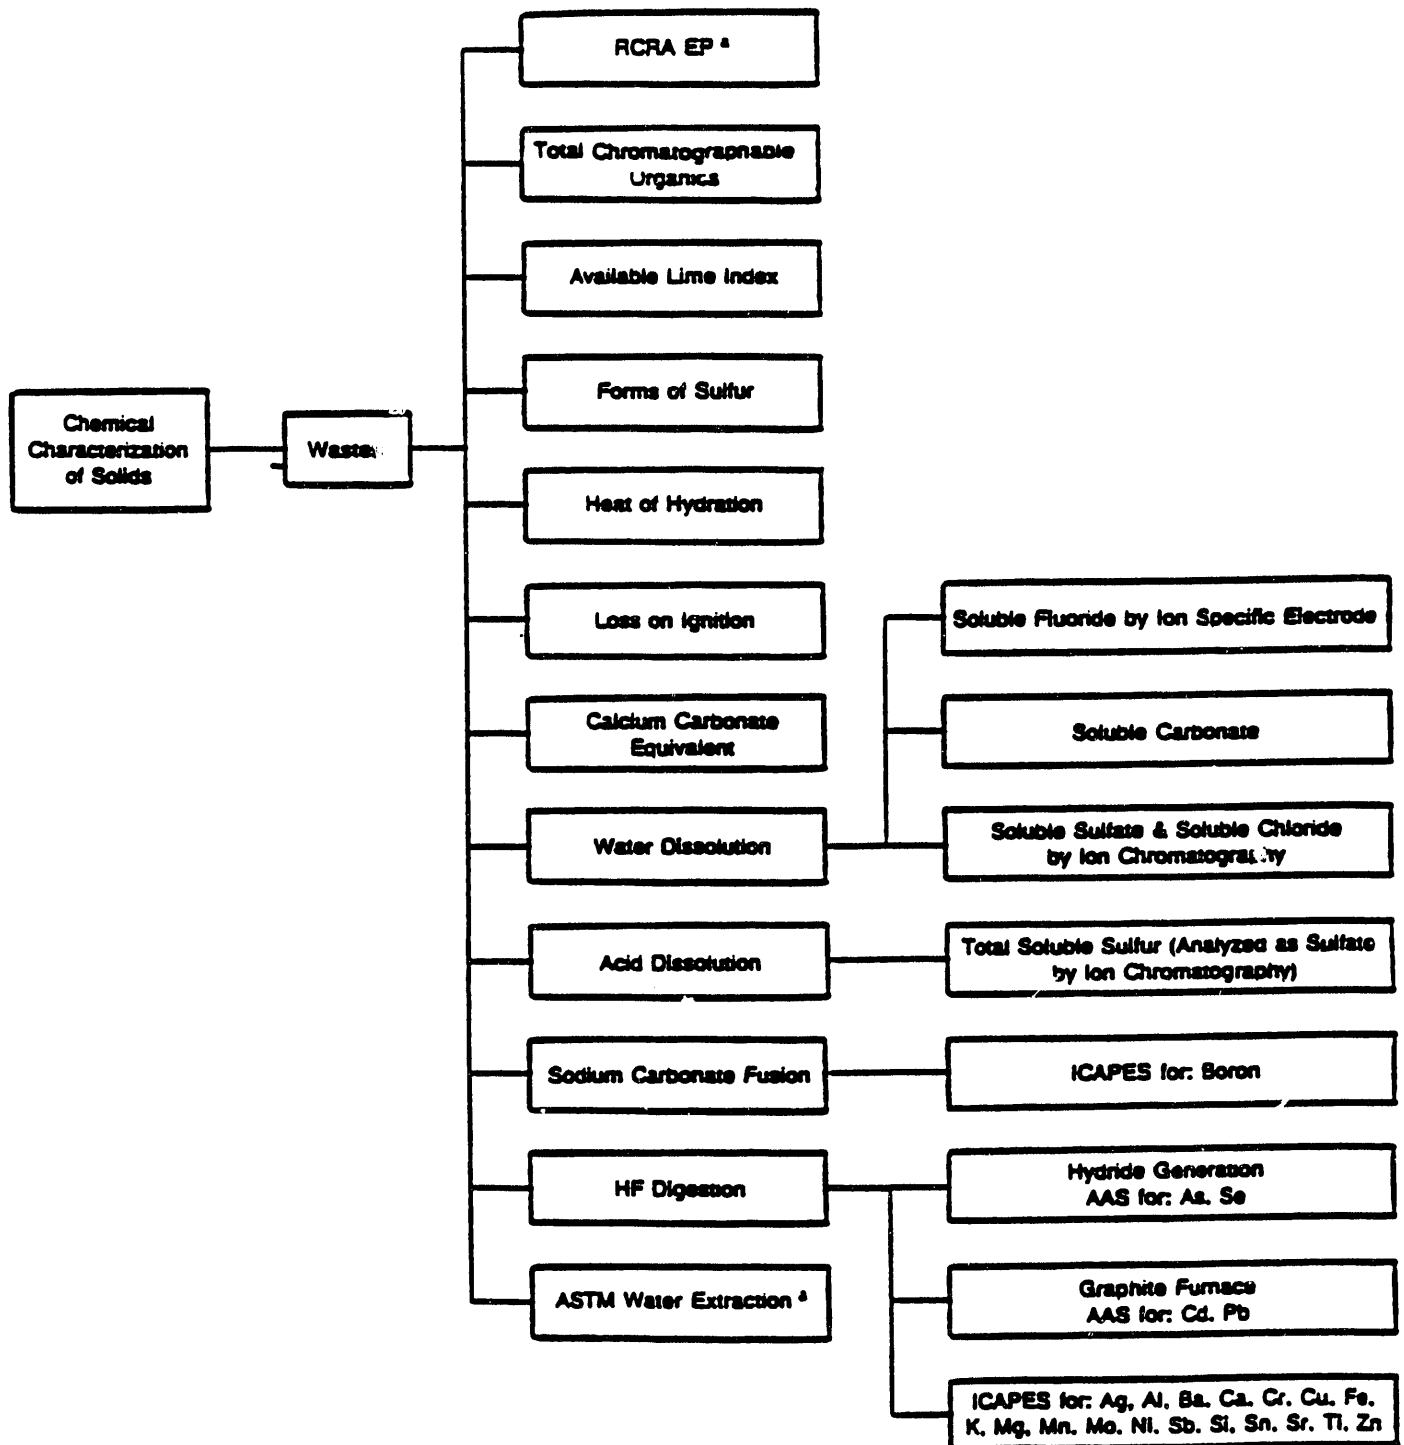 RCRA EP a
Total Chromatographable
Organics
Available Lime Index
Forms of Sulfur
Chemical
Characterization
of Solids
Waste
Heat of Hydration
Loss on Ignition
Soluble Fluoride by Ion Specific Electrode
Calcium Carbonate
Equivalent
Soluble Carbonate
Water Dissolution
Soluble Sulfate & Soluble Chloride
by Ion Chromatography
Acid Dissolution
Total Soluble Sulfur (Analyzed as Sulfate
by Ion Chromatography)
Sodium Carbonate Fusion
ICAPES for: Boron
HF Digestion
Hydride Generation
AAS for: As, Se
ASTM Water Extraction a
Graphite Furnace
AAS for: Cd, Pb
ICAPES for: Ag, Al, Ba, Ca, Cr, Cu, Fe,
K, Mg, Mn, Mo, Ni, Sb, Si, Sn, Sr, Ti, Zn